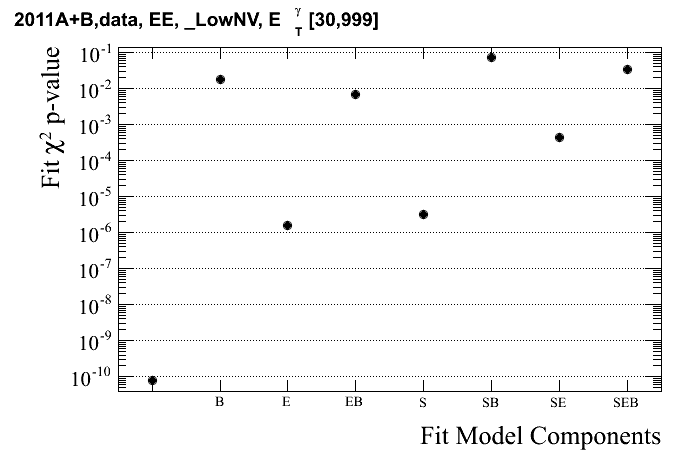 2011A+B,data, EE, _LowNV, E γ T [30,999]
Fit χ² p-value
10⁻¹
10⁻²
10⁻³
10⁻⁴
10⁻⁵
10⁻⁶
10⁻⁷
10⁻⁸
10⁻⁹
10⁻¹⁰
B E EB S SB SE SEB
Fit Model Components